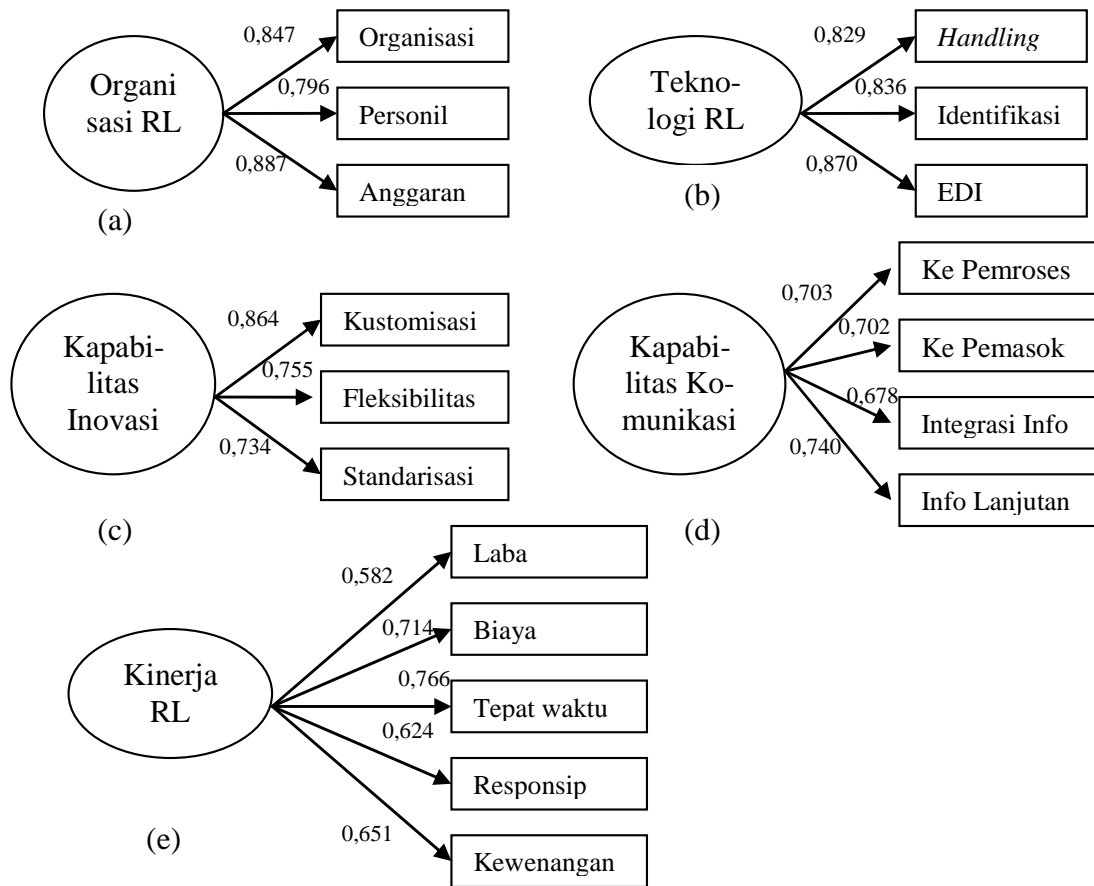 Organi
sasi RL
0,847
0,796
0,887
Organisasi
Personil
Anggaran
(a)
Tekno-
logi RL
0,829
0,836
0,870
Handling
Identifikasi
EDI
(b)
Kapabi-
litas
Inovasi
0,864
0,755
0,734
Kustomisasi
Fleksibilitas
Standarisasi
(c)
Kapabi-
litas Ko-
munikasi
0,703
0,702
0,678
0,740
Ke Pemroses
Ke Pemasok
Integrasi Info
Info Lanjutan
(d)
Kinerja
RL
0,582
0,714
0,766
0,624
0,651
Laba
Biaya
Tepat waktu
Responsip
Kewenangan
(e)